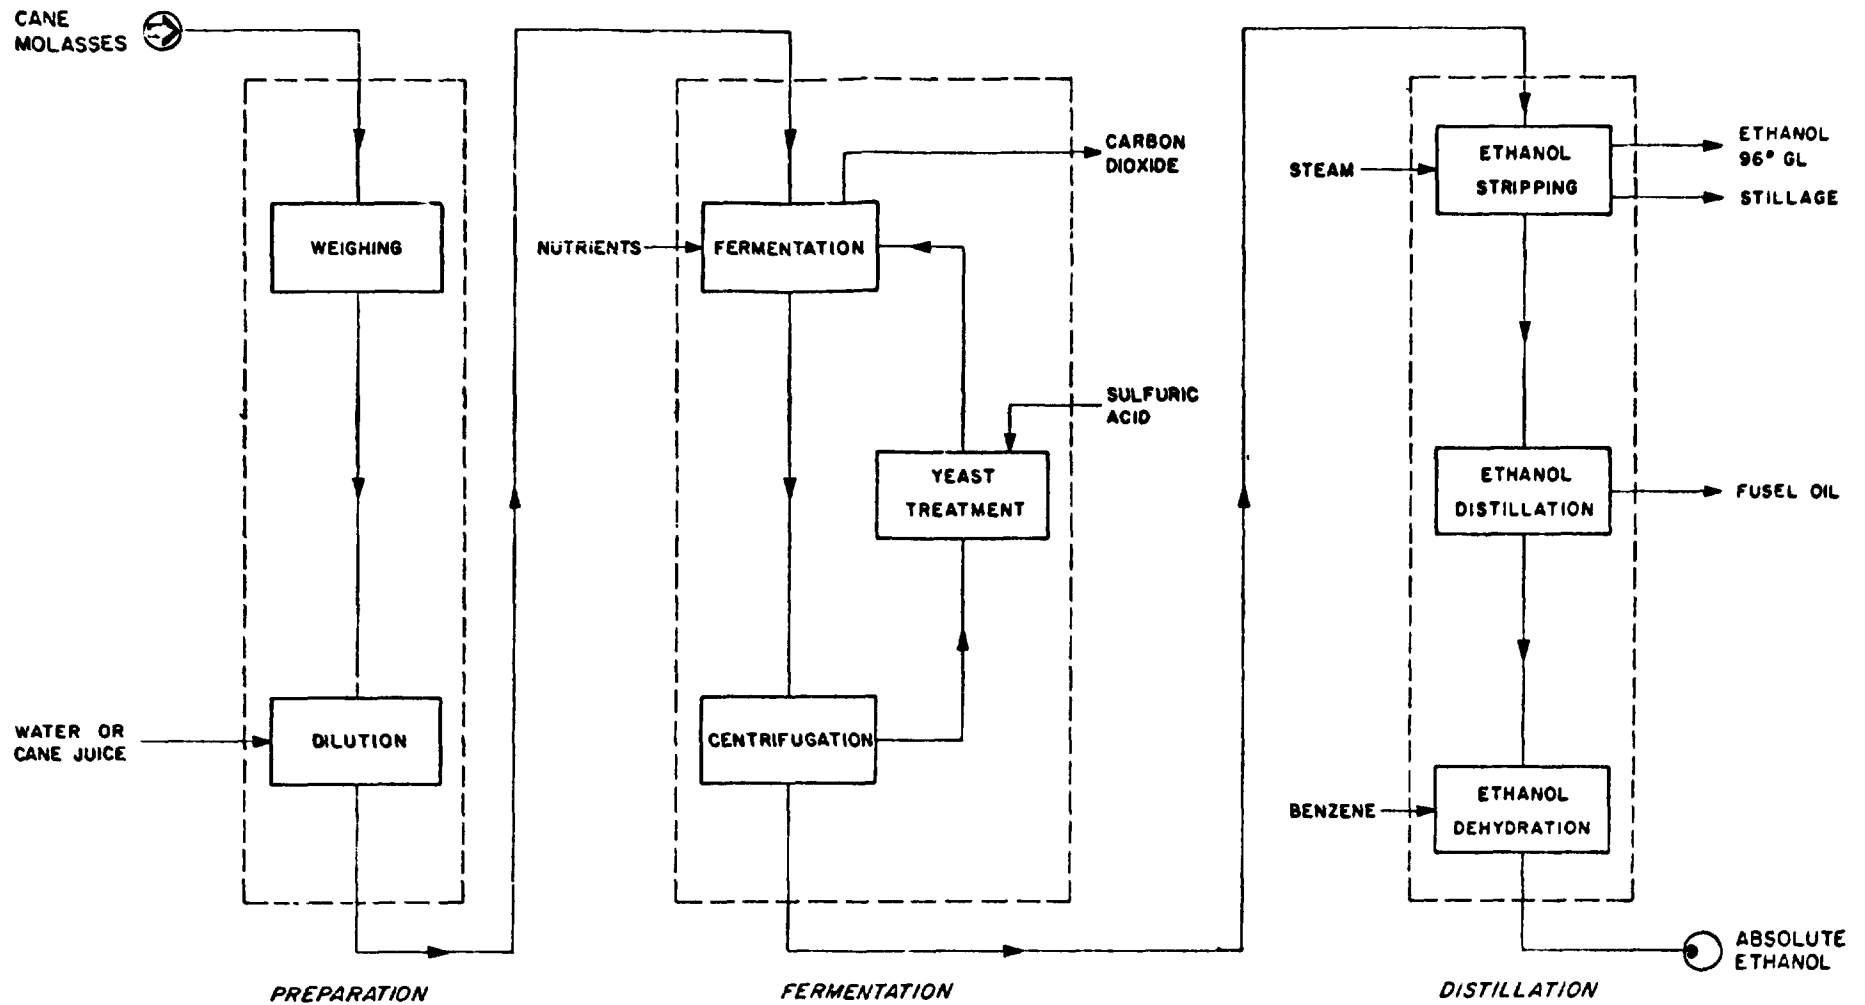 CANE
MOLASSES
WEIGHING
WATER OR
CANE JUICE
DILUTION
PREPARATION
CARBON
DIOXIDE
NUTRIENTS
FERMENTATION
SULFURIC
ACID
YEAST
TREATMENT
CENTRIFUGATION
FERMENTATION
STEAM
ETHANOL
STRIPPING
ETHANOL
96° GL
STILLAGE
ETHANOL
DISTILLATION
FUSEL OIL
BENZENE
ETHANOL
DEHYDRATION
ABSOLUTE
ETHANOL
DISTILLATION